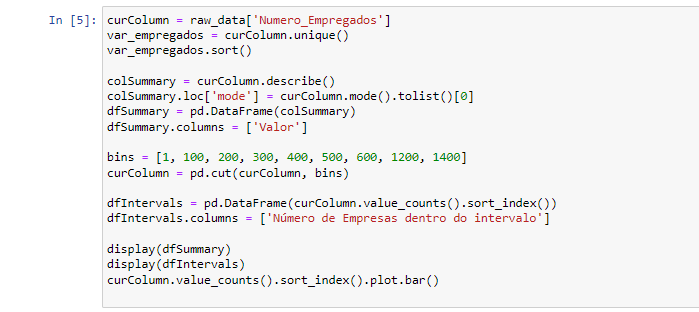 In [5]: curColumn = raw_data['Numero_Empregados']
var_empregados = curColumn.unique()
var_empregados.sort()
colSummary = curColumn.describe()
colSummary.loc['mode'] = curColumn.mode().tolist()[0]
dfSummary = pd.DataFrame(colSummary)
dfSummary.columns = ['Valor']
bins = [1, 100, 200, 300, 400, 500, 600, 1200, 1400]
curColumn = pd.cut(curColumn, bins)
dfIntervals = pd.DataFrame(curColumn.value_counts().sort_index())
dfIntervals.columns = ['Número de Empresas dentro do intervalo']
display(dfSummary)
display(dfIntervals)
curColumn.value_counts().sort_index().plot.bar()